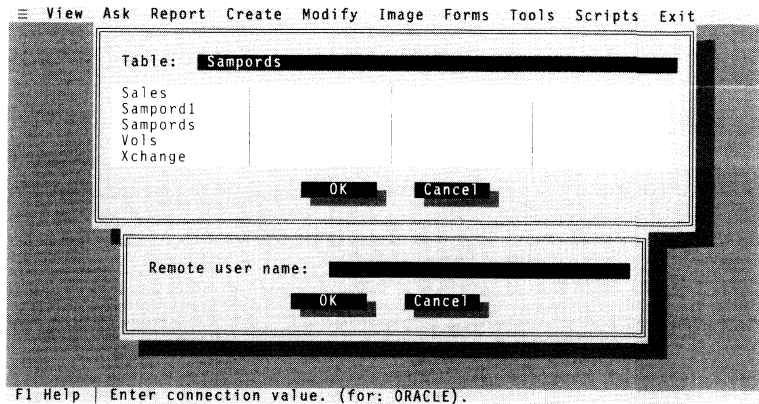 ≡ View Ask Report Create Modify Image Forms Tools Scripts Exit
Table: Sampords
Sales
Sampord1
Sampords
Vols
Xchange
OK Cancel
Remote user name:
OK Cancel
F1 Help | Enter connection value. (for: ORACLE).